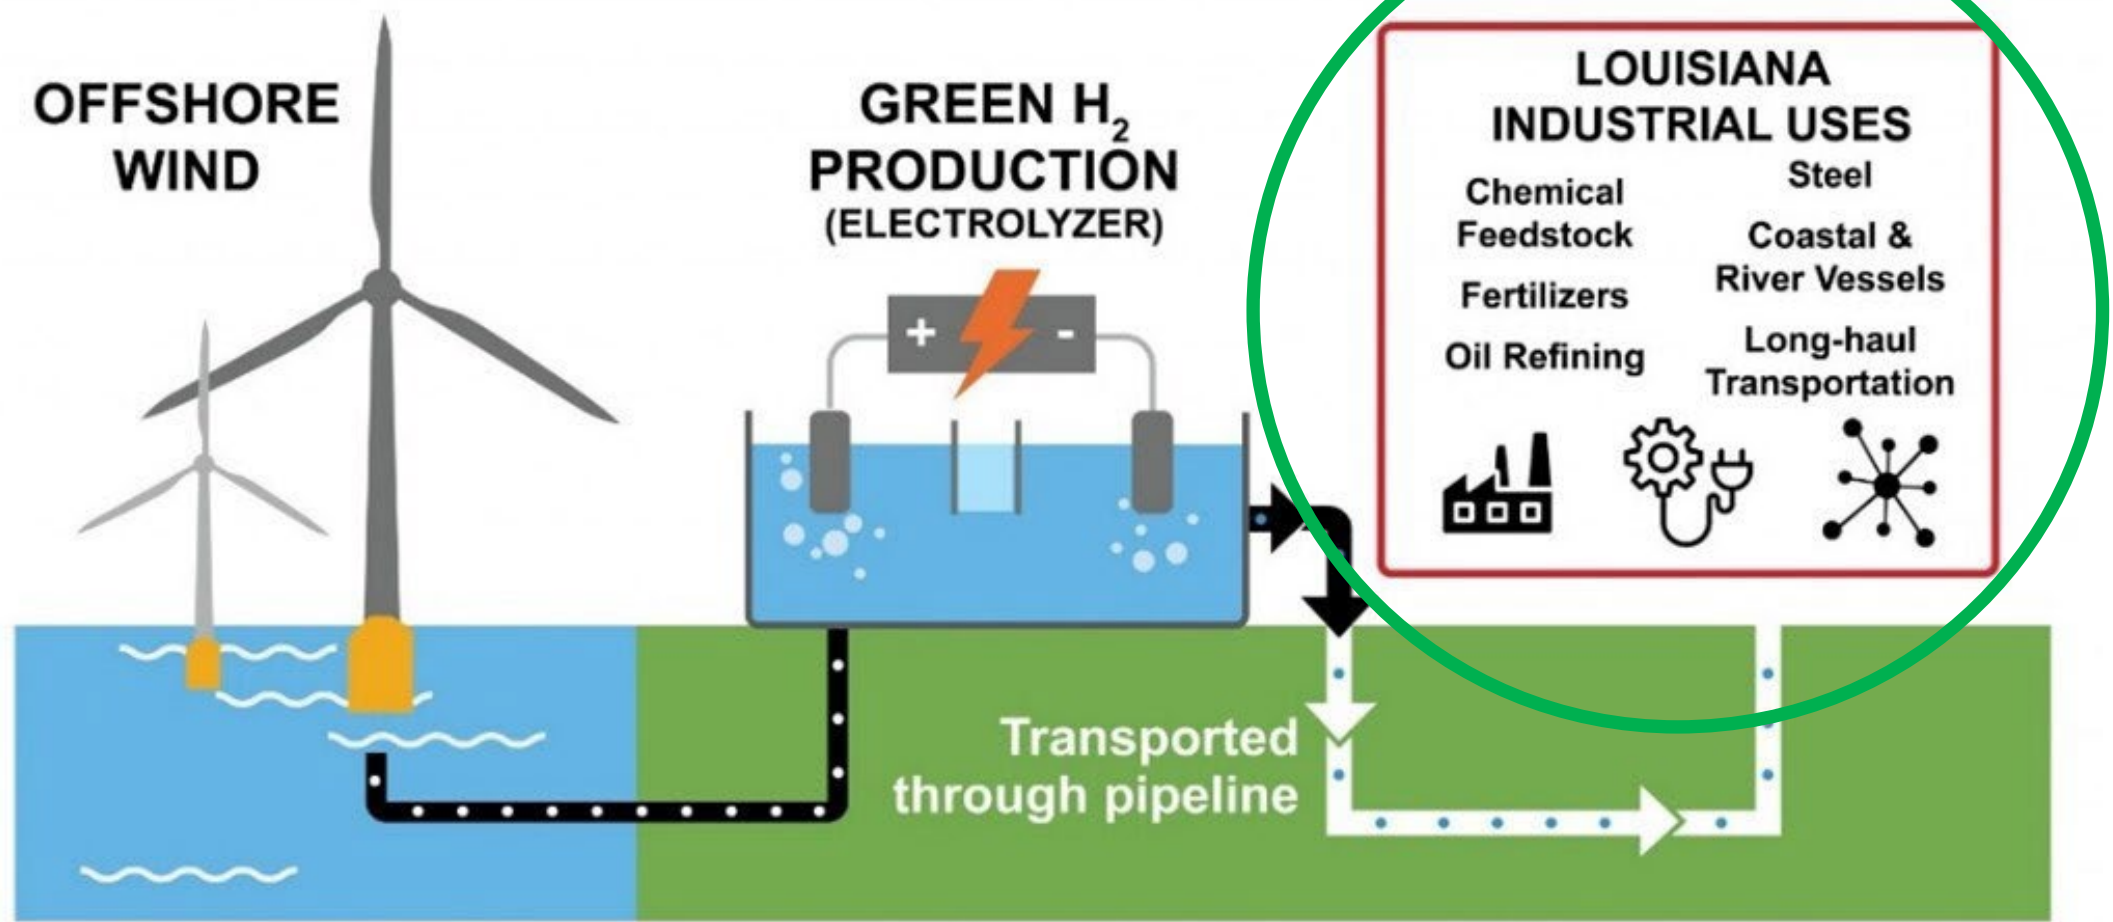 OFFSHORE
WIND
GREEN H₂
PRODUCTION
(ELECTROLYZER)
+
-
LOUISIANA
INDUSTRIAL USES
Chemical
Feedstock
Fertilizers
Oil Refining
Steel
Coastal &
River Vessels
Long-haul
Transportation
Transported
through pipeline